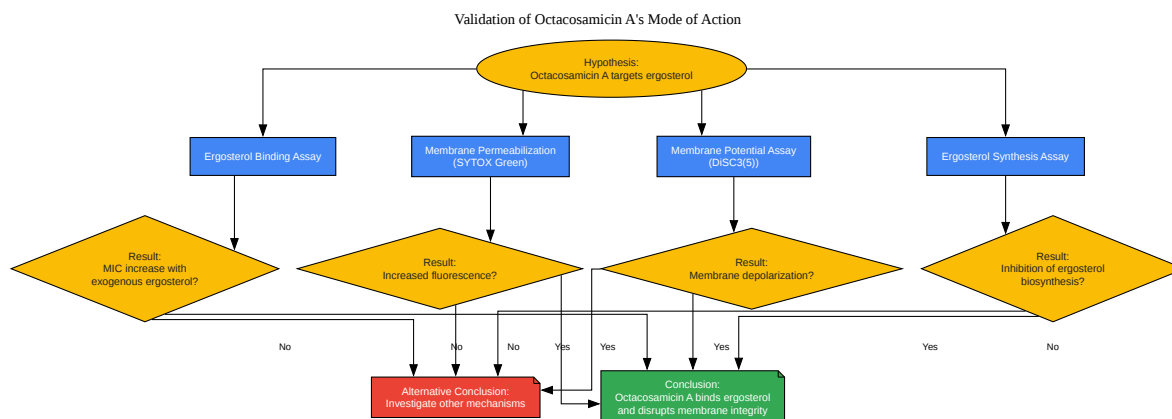 Validation of Octacosamicin A's Mode of Action
Hypothesis:
Octacosamicin A targets ergosterol
Ergosterol Binding Assay
Membrane Permeabilization
(SYTOX Green)
Membrane Potential Assay
(DiSC3(5))
Ergosterol Synthesis Assay
Result:
MIC increase with
exogenous ergosterol?
Result:
Increased fluorescence?
Result:
Membrane depolarization?
Result:
Inhibition of ergosterol
biosynthesis?
No
No
No
Yes
Yes
Yes
Yes
No
Alternative Conclusion:
Investigate other mechanisms
Conclusion:
Octacosamicin A binds ergosterol
and disrupts membrane integrity